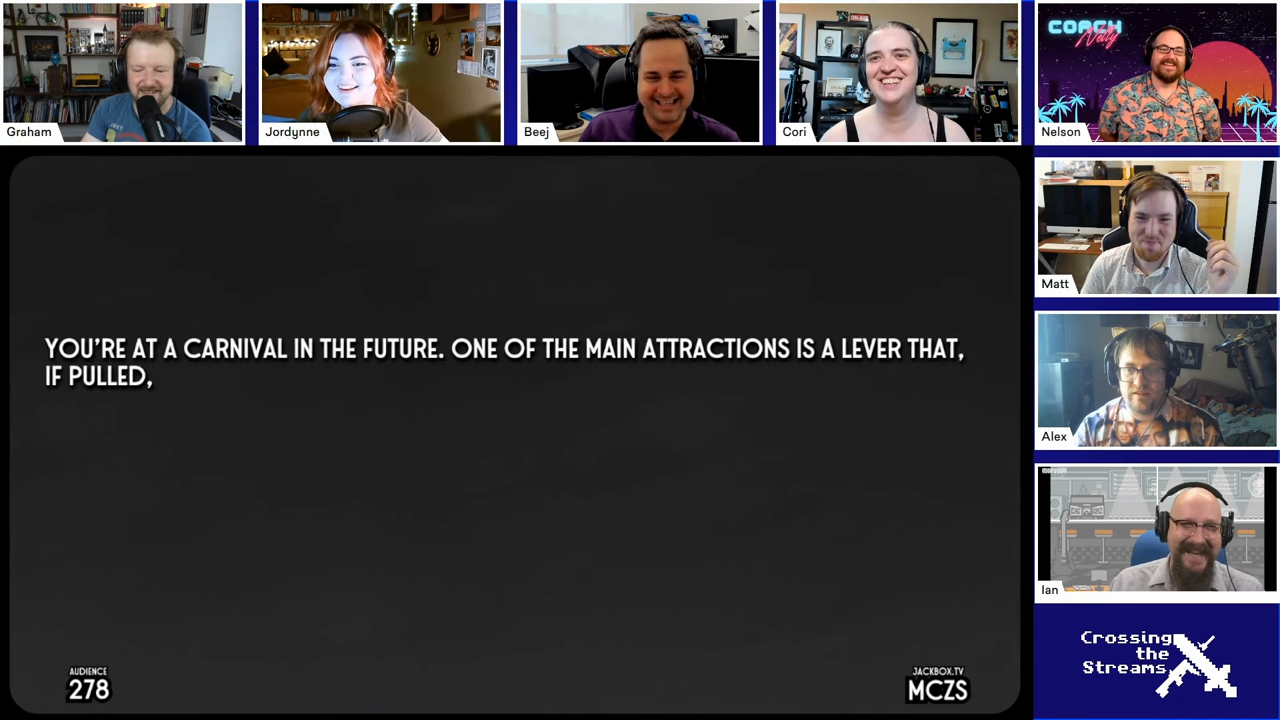 COACH
Nelly
Graham
Jordynne
Beej
Cori
Nelson
Matt
Alex
Ian
YOU'RE AT A CARNIVAL IN THE FUTURE. ONE OF THE MAIN ATTRACTIONS IS A LEVER THAT,
IF PULLED,
AUDIENCE
278
JACKBOX.TV
MCZS
Crossing
the
Streams